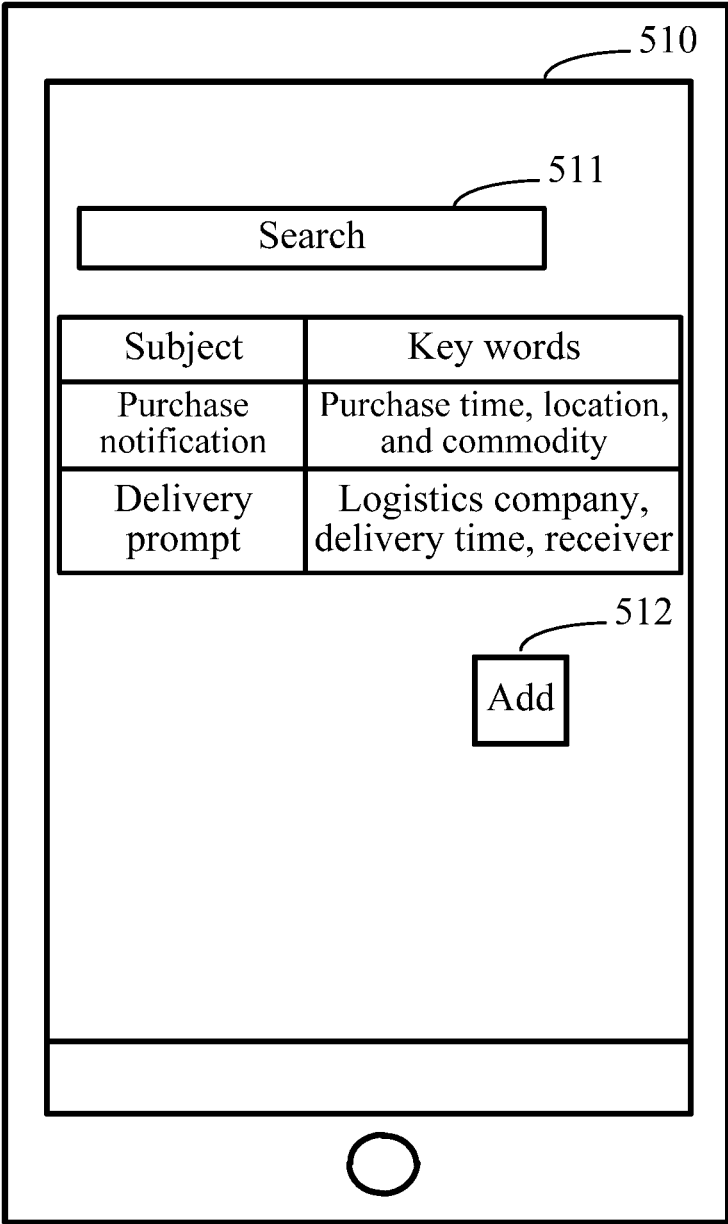 510
511
Search
Subject Key words
Purchase Purchase time, location,
notification and commodity
Delivery Logistics company,
prompt delivery time, receiver
512
Add